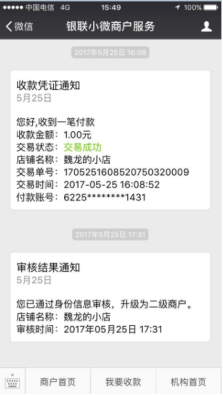 中国电信 4G 15:49 100%
微信 银联小微商户服务
2017年5月25日 16:08
收款凭证通知
5月25日
您好,收到一笔付款
收款金额：1.00元
交易状态：交易成功
店铺名称：魏龙的小店
交易单号：1705251608520750320009
交易时间：2017-05-25 16:08:52
付款账号：6225********1431
2017年5月25日 17:31
审核结果通知
5月25日
您已通过身份信息审核，升级为二级商户。
店铺名称：魏龙的小店
审核时间：2017年05月25日 17:31
商户首页 我要收款 机构首页